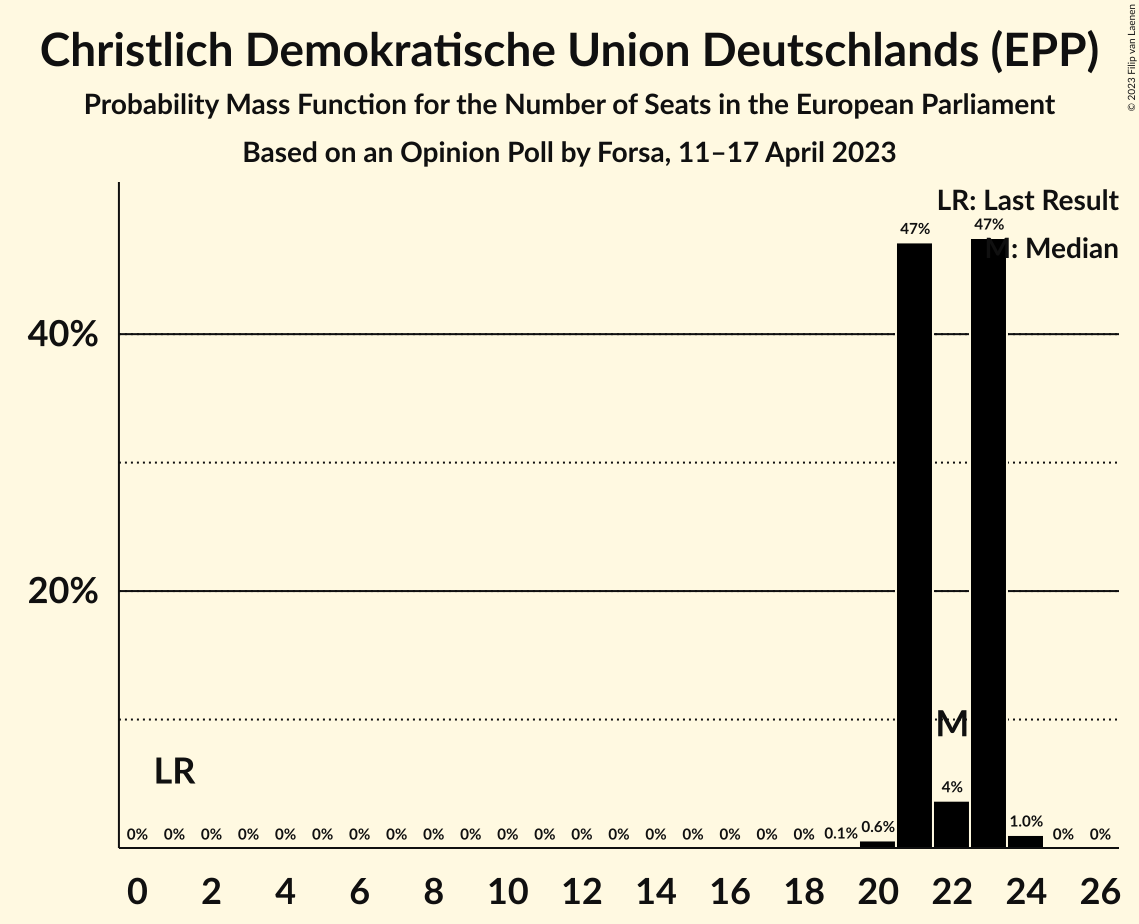 Christlich Demokratische Union Deutschlands (EPP)
Probability Mass Function for the Number of Seats in the European Parliament
Based on an Opinion Poll by Forsa, 11–17 April 2023
© 2023 Filip van Laenen
LR: Last Result
M: Median
47% 47%
40%
20%
M
LR
4%
0% 0% 0% 0% 0% 0% 0% 0% 0% 0% 0% 0% 0% 0% 0% 0% 0% 0% 0% 0.1% 0.6% 1.0% 0% 0%
0 2 4 6 8 10 12 14 16 18 20 22 24 26